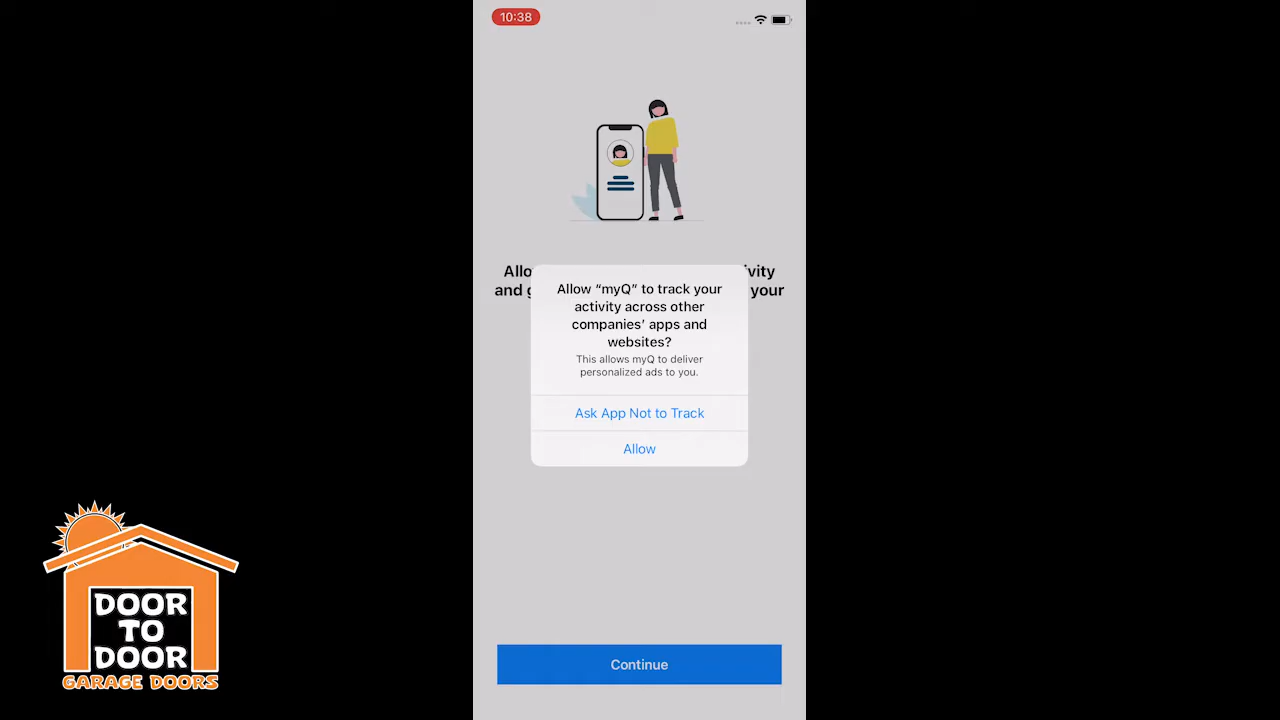 10:38
Allo
ivity
and g
your
Allow “myQ” to track your
activity across other
companies’ apps and
websites?
This allows myQ to deliver
personalized ads to you.
Ask App Not to Track
Allow
Continue
DOOR
TO
DOOR
GARAGE DOORS